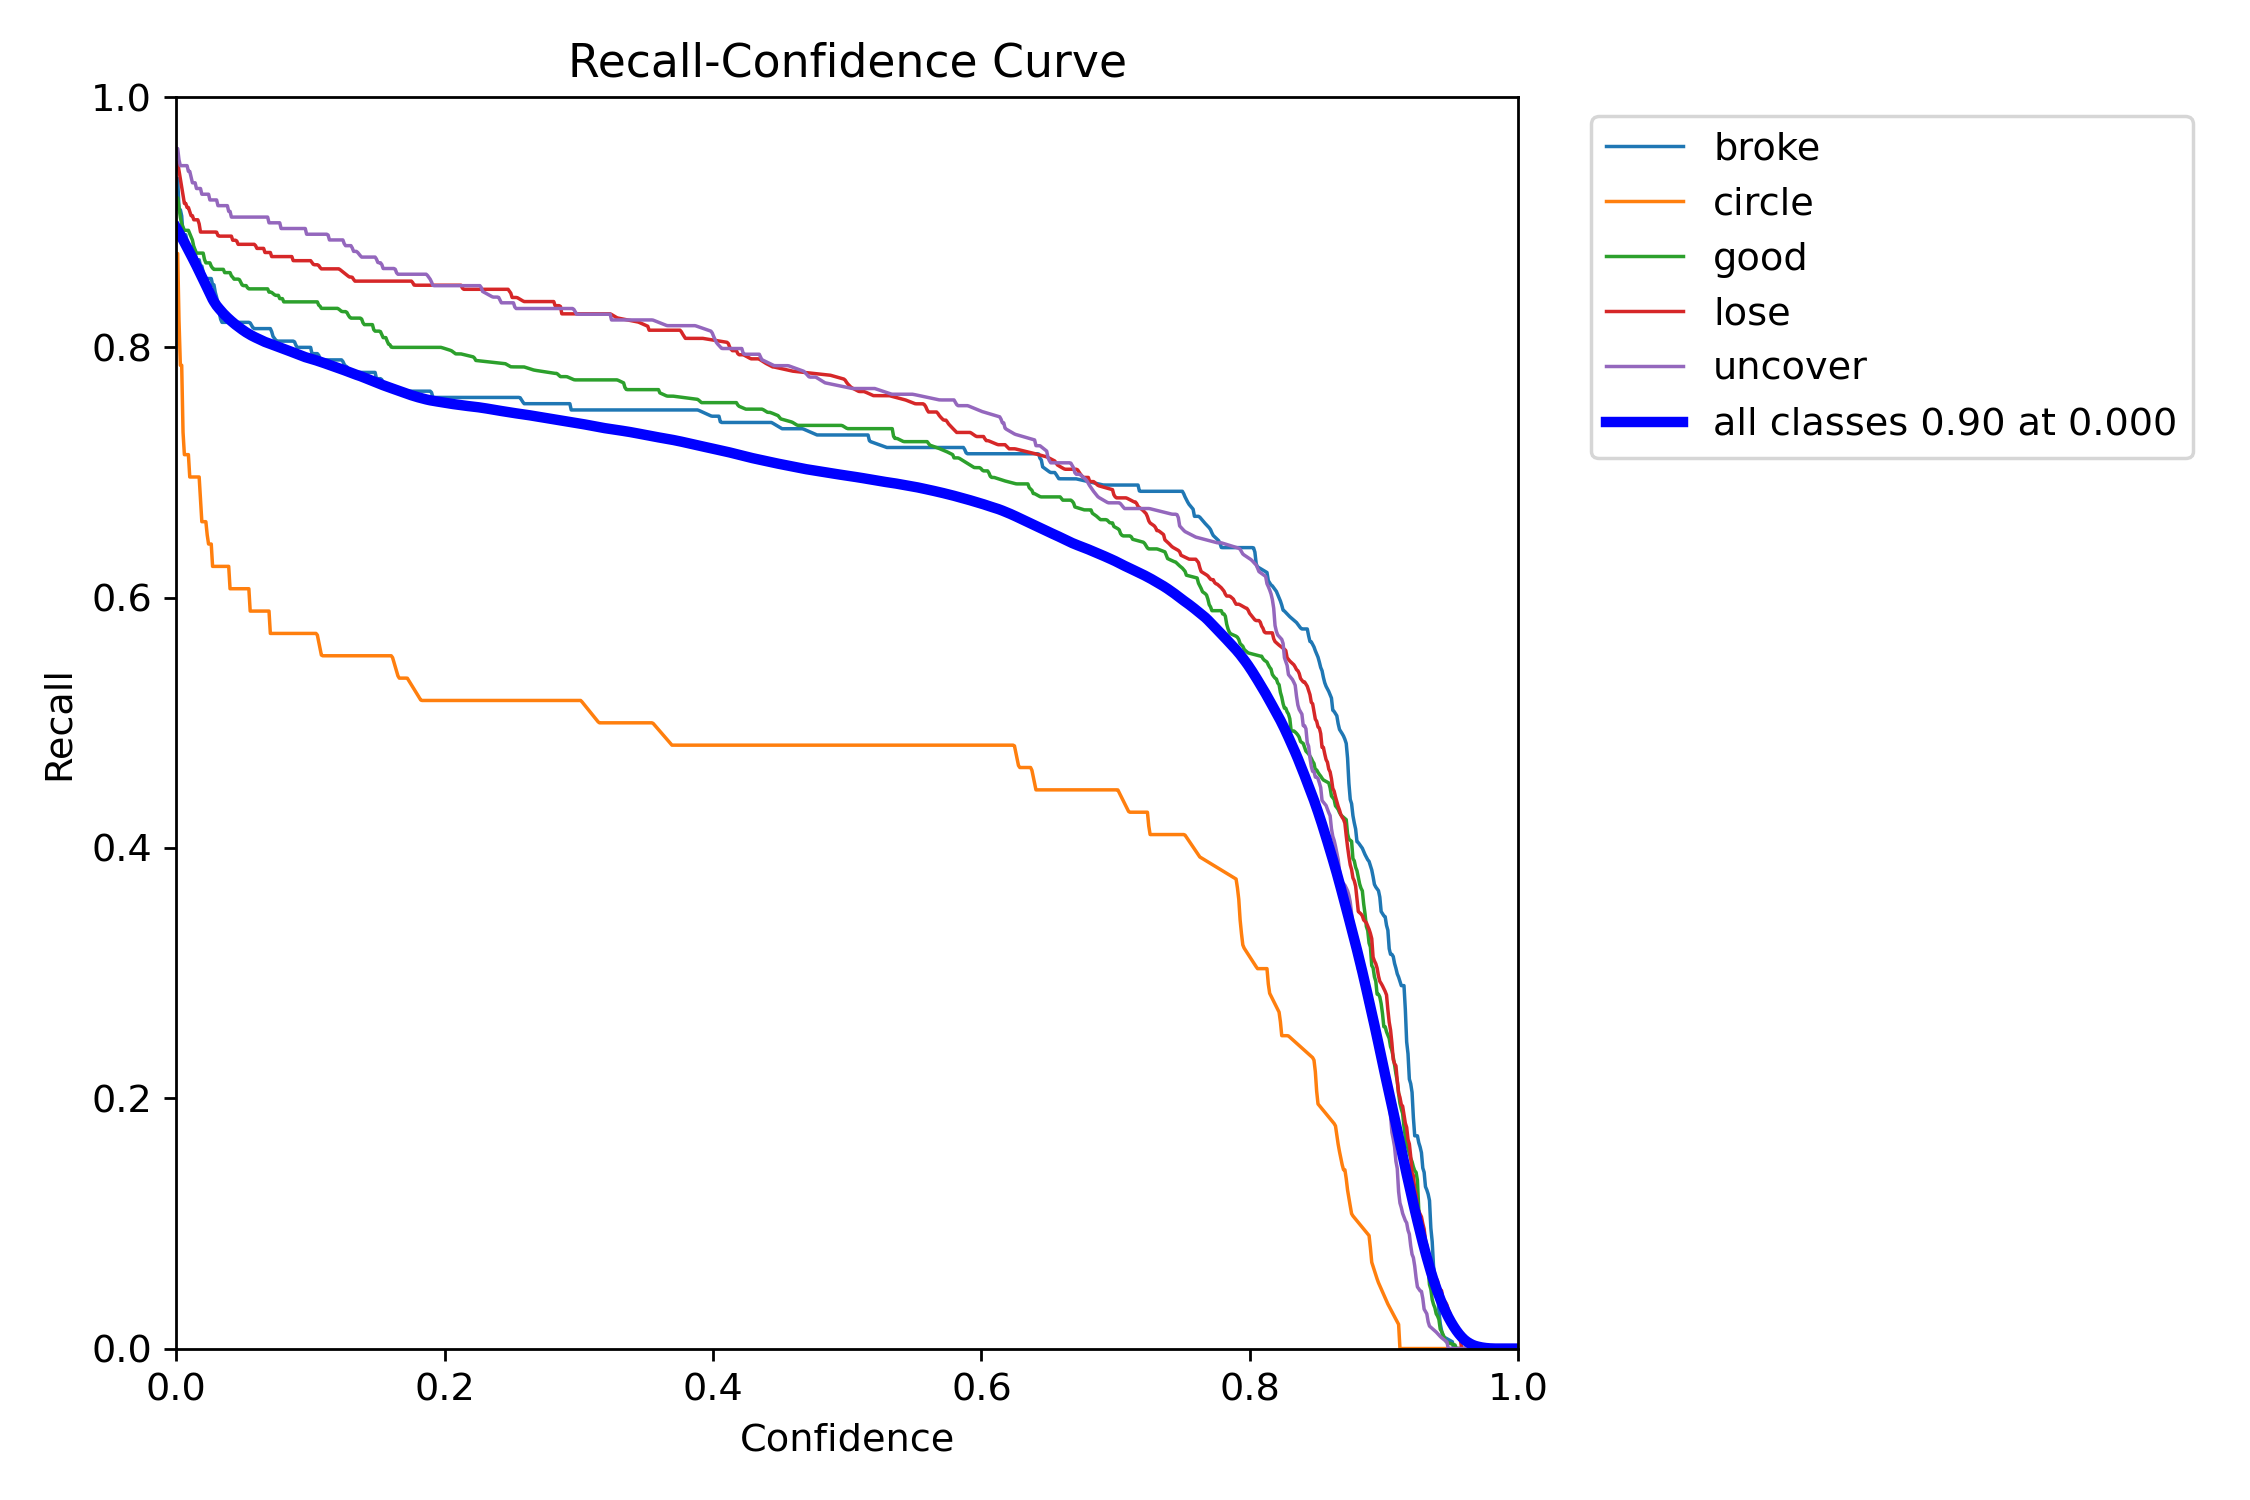 Recall-Confidence Curve
1.0
0.8
0.6
0.4
0.2
0.0
Recall
0.0 0.2 0.4 0.6 0.8 1.0
Confidence
broke
circle
good
lose
uncover
all classes 0.90 at 0.000